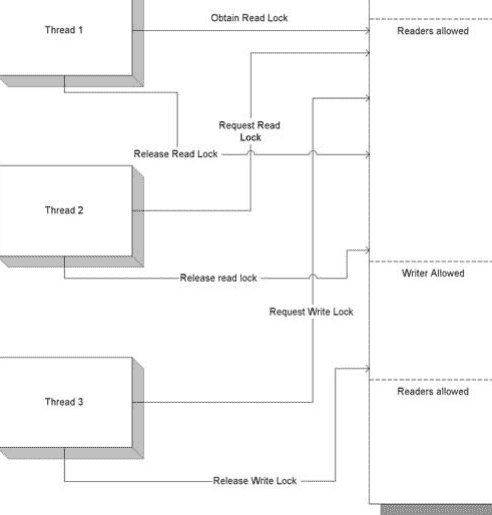 Obtain Read Lock
Thread 1
Readers allowed
Request Read
Lock
Release Read Lock
Thread 2
Writer Allowed
Release read lock
Request Write Lock
Readers allowed
Thread 3
Release Write Lock